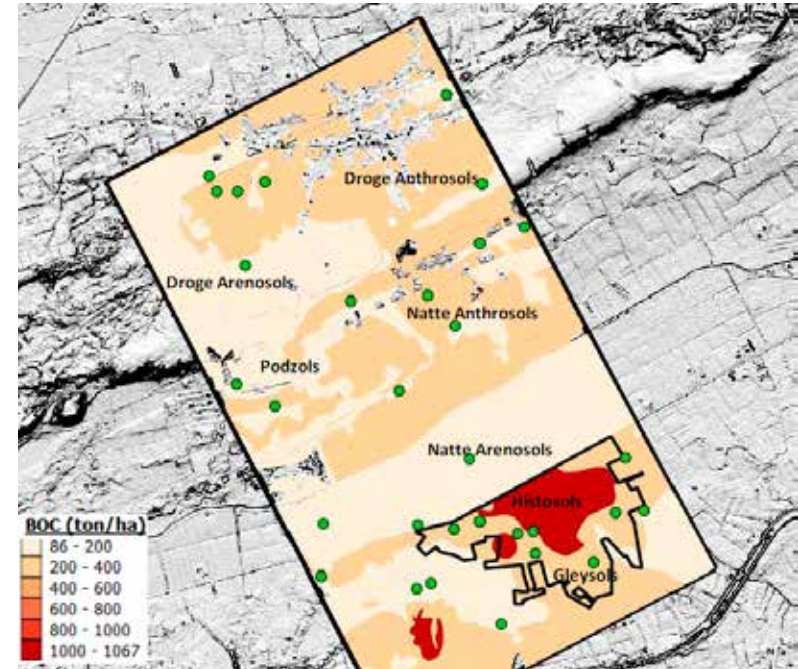 Droge Anthrosols
Droge Arenosols
Natte Anthrosols
Podzols
Natte Arenosols
Histosols
Gleysols
BOC (ton/ha)
86 - 200
200 - 400
400 - 600
600 - 800
800 - 1000
1000 - 1067